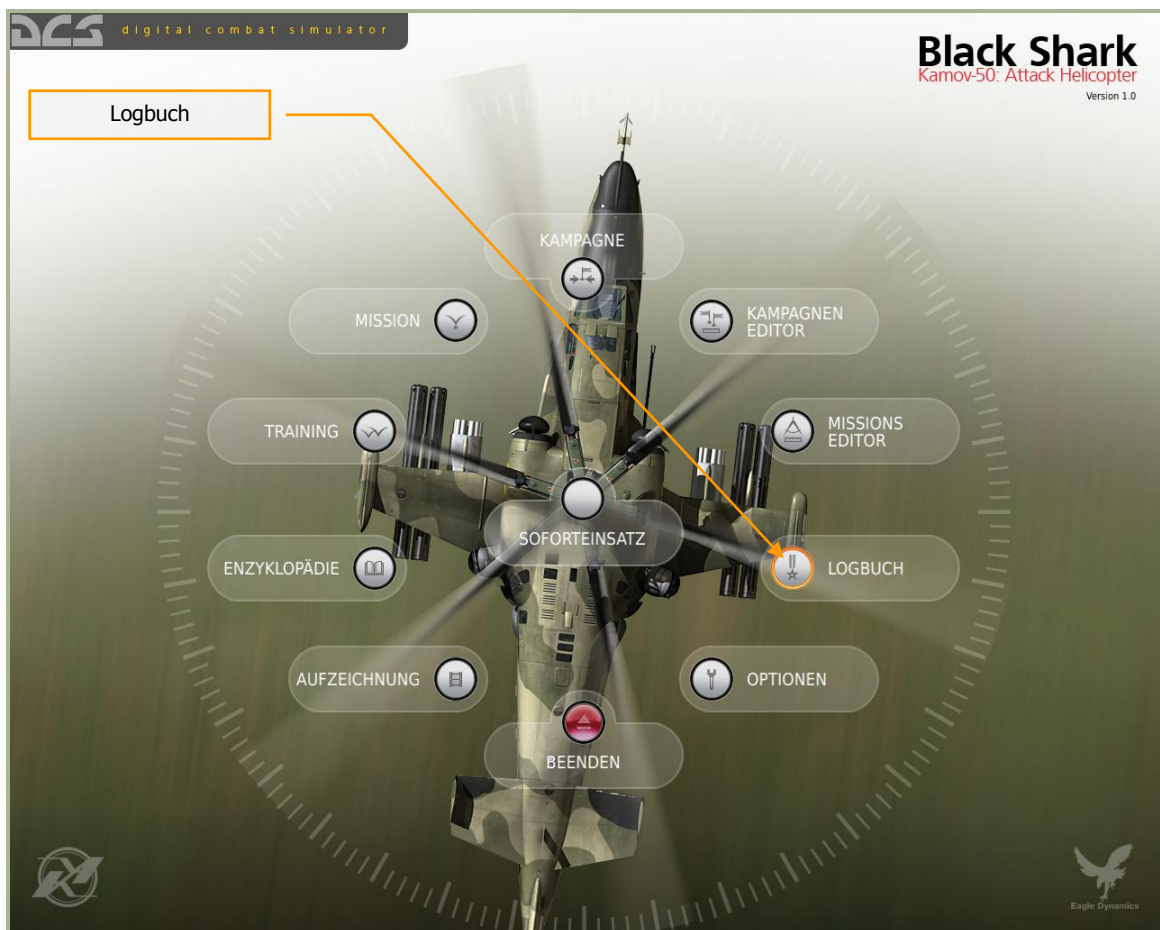 DCS digital combat simulator
Black Shark
Kamov-50: Attack Helicopter
Version 1.0
Logbuch
KAMPAGNE
MISSION
KAMPAGNEN
EDITOR
TRAINING
MISSIONS
EDITOR
SOFORTEINSATZ
ENZYKLOPÄDIE
LOGBUCH
AUFZEICHNUNG
OPTIONEN
BEENDEN
Eagle Dynamics